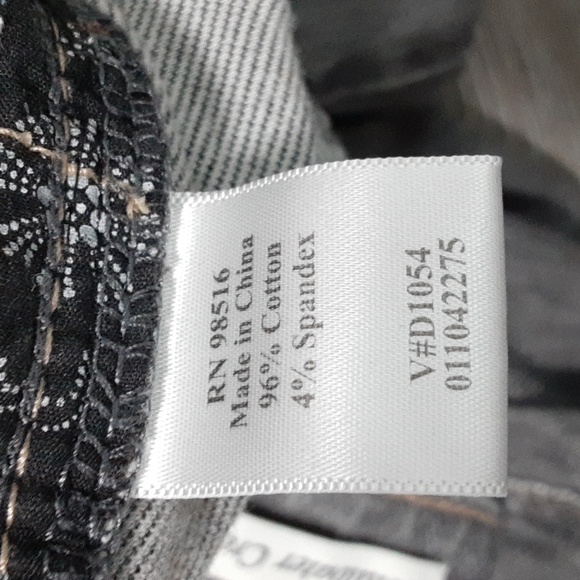 RN 98516
Made in China
96% Cotton
4% Spandex
V#D1054
011042275